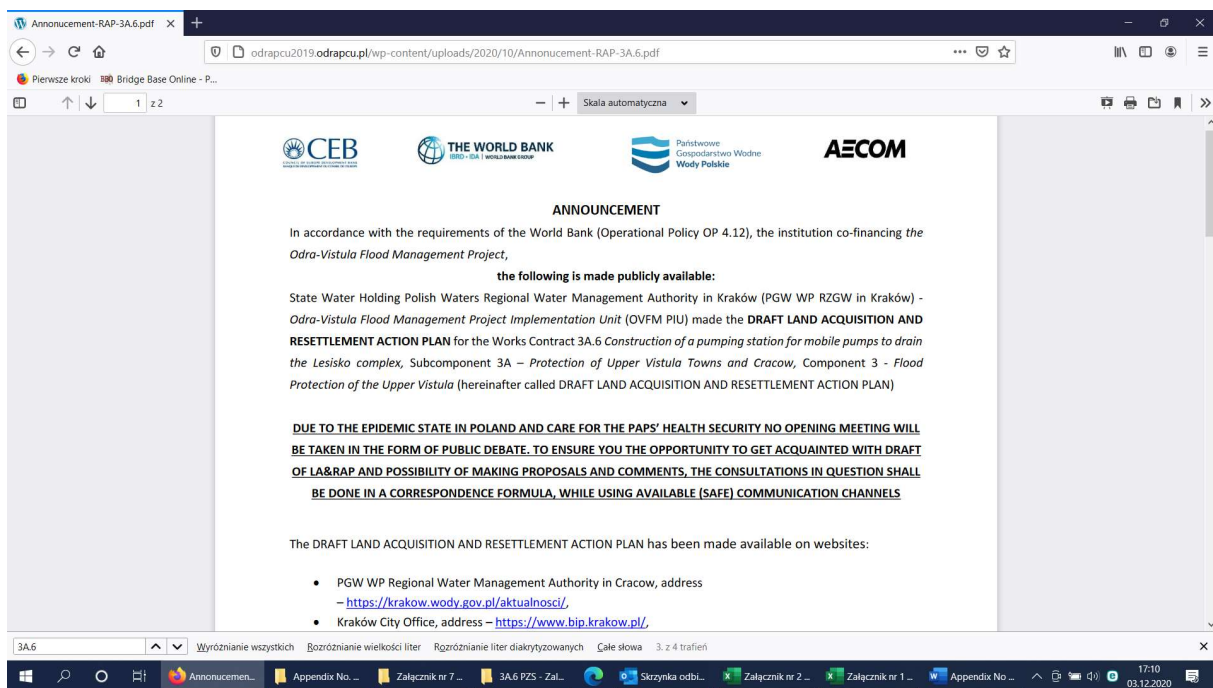 Annonucement-RAP-3A.6.pdf
odrapcu2019.odrapcu.pl/wp-content/uploads/2020/10/Annonucement-RAP-3A.6.pdf
Pierwsze kroki
BBO Bridge Base Online - P...
1 z 2
Skala automatyczna
CEB
THE WORLD BANK
IBRD • IDA | WORLD BANK GROUP
Państwowe
Gospodarstwo Wodne
Wody Polskie
AECOM
ANNOUNCEMENT
In accordance with the requirements of the World Bank (Operational Policy OP 4.12), the institution co-financing the
Odra-Vistula Flood Management Project,
the following is made publicly available:
State Water Holding Polish Waters Regional Water Management Authority in Kraków (PGW WP RZGW in Kraków) -
Odra-Vistula Flood Management Project Implementation Unit (OVFM PIU) made the DRAFT LAND ACQUISITION AND
RESETTLEMENT ACTION PLAN for the Works Contract 3A.6 Construction of a pumping station for mobile pumps to drain
the Lesisko complex, Subcomponent 3A – Protection of Upper Vistula Towns and Cracow, Component 3 - Flood
Protection of the Upper Vistula (hereinafter called DRAFT LAND ACQUISITION AND RESETTLEMENT ACTION PLAN)
DUE TO THE EPIDEMIC STATE IN POLAND AND CARE FOR THE PAPS' HEALTH SECURITY NO OPENING MEETING WILL
BE TAKEN IN THE FORM OF PUBLIC DEBATE. TO ENSURE YOU THE OPPORTUNITY TO GET ACQUAINTED WITH DRAFT
OF LA&RAP AND POSSIBILITY OF MAKING PROPOSALS AND COMMENTS, THE CONSULTATIONS IN QUESTION SHALL
BE DONE IN A CORRESPONDENCE FORMULA, WHILE USING AVAILABLE (SAFE) COMMUNICATION CHANNELS
The DRAFT LAND ACQUISITION AND RESETTLEMENT ACTION PLAN has been made available on websites:
• PGW WP Regional Water Management Authority in Cracow, address
– https://krakow.wody.gov.pl/aktualnosci/,
• Kraków City Office, address – https://www.bip.krakow.pl/,
3A.6
Wyróżnianie wszystkich Rozróżnianie wielkości liter Rozróżnianie liter diakrytyzowanych Całe słowa 3. z 4 trafień
Annonucemen... Appendix No. ... Załącznik nr 7 ... 3A.6 PZS - Zal... Skrzynka odbi... Załącznik nr 2 ... Załącznik nr 1 ... Appendix No ... 17:10
03.12.2020